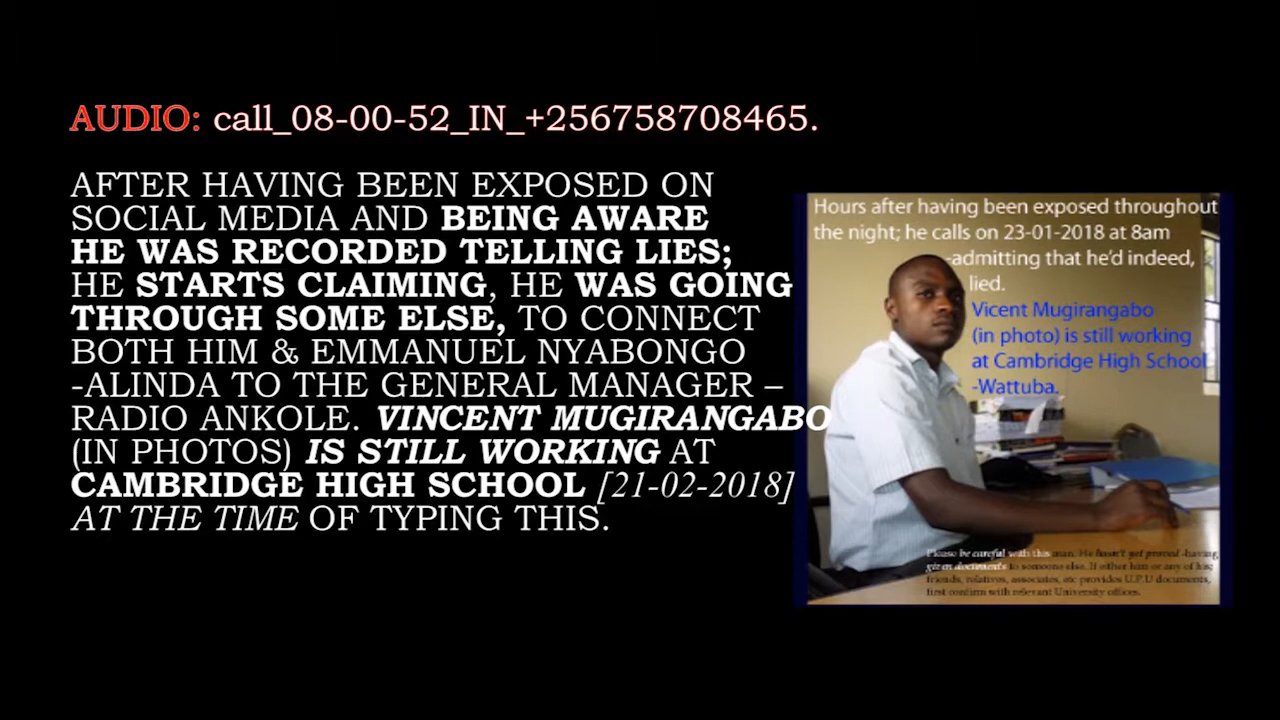 AUDIO: call_08-00-52_IN_+256758708465.
AFTER HAVING BEEN EXPOSED ON
SOCIAL MEDIA AND BEING AWARE
HE WAS RECORDED TELLING LIES;
HE STARTS CLAIMING, HE WAS GOING
THROUGH SOME ELSE, TO CONNECT
BOTH HIM & EMMANUEL NYABONGO
-ALINDA TO THE GENERAL MANAGER –
RADIO ANKOLE. VINCENT MUGIRANGABO
(IN PHOTOS) IS STILL WORKING AT
CAMBRIDGE HIGH SCHOOL [21-02-2018]
AT THE TIME OF TYPING THIS.
Hours after having been exposed throughout
the night; he calls on 23-01-2018 at 8am
-admitting that he'd indeed,
lied.
Vicent Mugirangabo
(in photo) is still working
at Cambridge High School
-Wattuba.
Please be careful with this man. He hasn't yet proved -having
given documents to someone else. If either him or any of his;
friends, relatives, associates, etc provides U.P.U documents,
first confirm with relevant University offices.